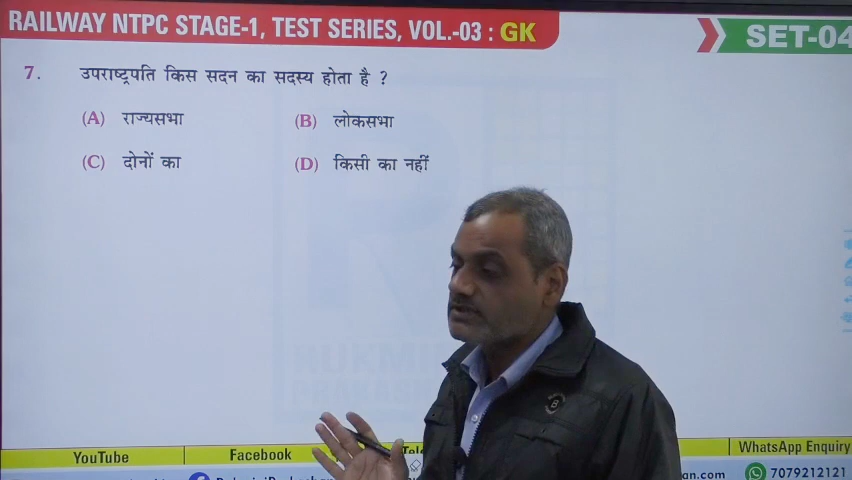 RAILWAY NTPC STAGE-1, TEST SERIES, VOL.-03 : GK
SET-04
7. उपराष्ट्रपति किस सदन का सदस्य होता है ?
(A) राज्यसभा (B) लोकसभा
(C) दोनों का (D) किसी का नहीं
YouTube Facebook WhatsApp Enquiry
7079212121